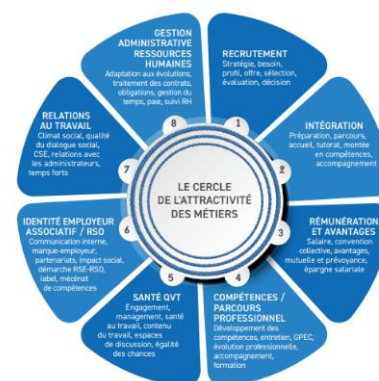 LE CERCLE
DE L'ATTRACTIVITÉ
DES MÉTIERS
1
RECRUTEMENT
Stratégie, besoin,
profil, offre, sélection,
évaluation, décision
2
INTÉGRATION
Préparation, parcours,
accueil, tutorat, montée
en compétences,
accompagnement
3
RÉMUNÉRATION
ET AVANTAGES
Salaire, convention
collective, avantages,
mutuelle et prévoyance,
épargne salariale
4
COMPÉTENCES /
PARCOURS
PROFESSIONNEL
Développement des
compétences, entretien, GPEC,
évolution professionnelle,
accompagnement,
formation
5
SANTÉ QVT
Engagement,
management, santé
au travail, contenu
du travail, espaces
de discussion, égalité
des chances
6
IDENTITÉ EMPLOYEUR
ASSOCIATIF / RSO
Communication interne,
marque-employeur,
partenariats, impact social,
démarche RSE-RSO,
label, mécénat
de compétences
7
RELATIONS
AU TRAVAIL
Climat social, qualité
du dialogue social,
CSE, relations avec
les administrateurs,
temps forts
8
GESTION
ADMINISTRATIVE
RESSOURCES
HUMAINES
Adaptation aux évolutions,
traitement des contrats,
obligations, gestion du
temps, paie, suivi RH